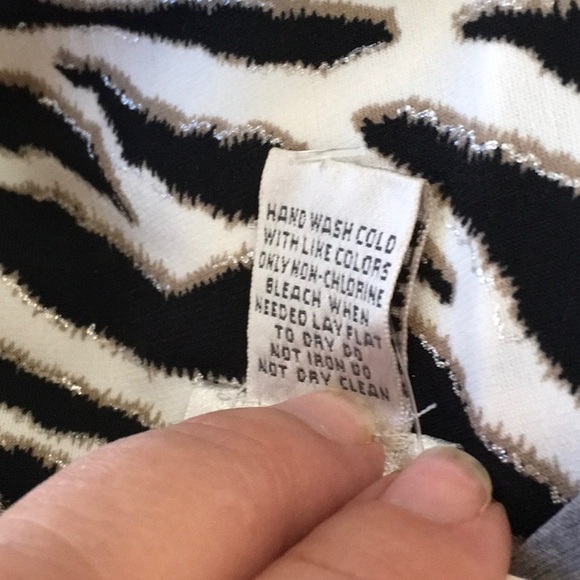 HAND WASH COLD
WITH LIKE COLORS
ONLY NON-CHLORINE
BLEACH WHEN
NEEDED LAY FLAT
TO DRY DO
NOT IRON DO
NOT DRY CLEAN